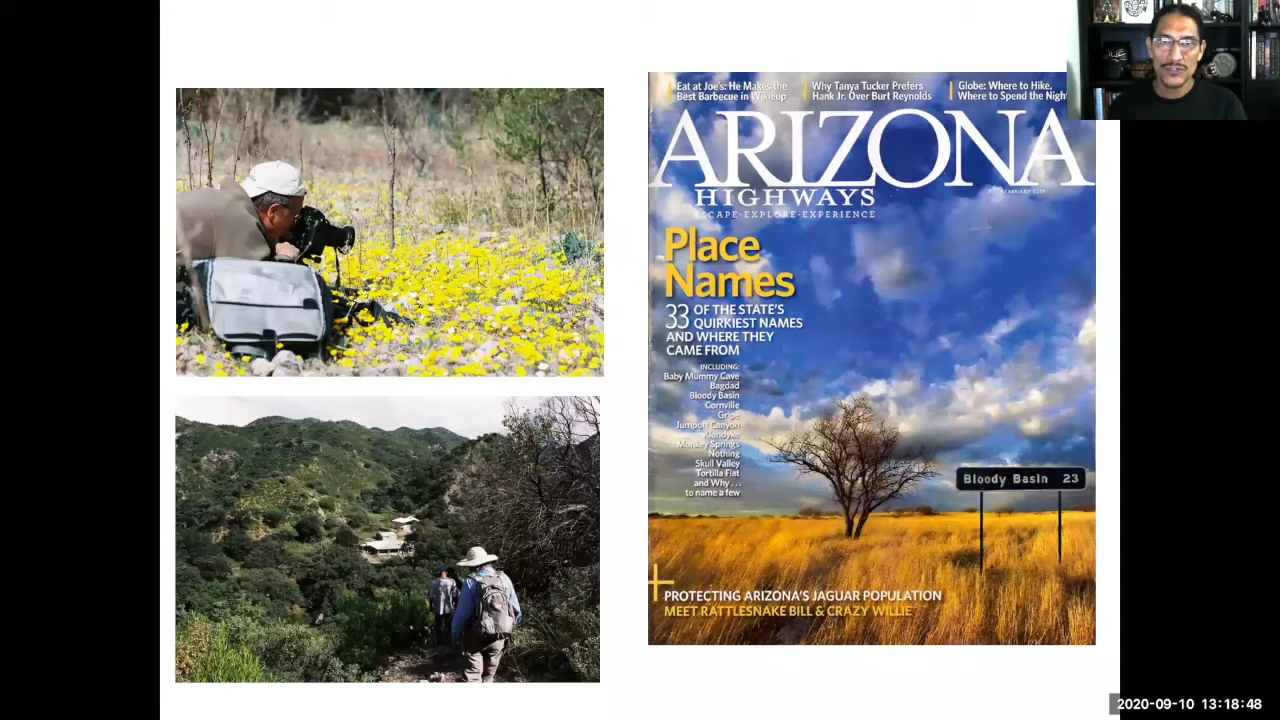 Eat at Joe's: He Makes the
Best Barbecue in Wikieup
Why Tanya Tucker Prefers
Hank Jr. Over Burt Reynolds
Globe: Where to Hike,
Where to Spend the Nigh
ARIZONA
HIGHWAYS
ESCAPE·EXPLORE·EXPERIENCE
Place
Names
33 OF THE STATE'S
QUIRKIEST NAMES
AND WHERE THEY
CAME FROM
INCLUDING:
Baby Mummy Cave
Bagdad
Bloody Basin
Cornville
Gripe
Jumpoff Canyon
Klondyke
Monkey Springs
Nothing
Skull Valley
Tortilla Flat
and Why...
to name a few
Bloody Basin 23
+
PROTECTING ARIZONA'S JAGUAR POPULATION
MEET RATTLESNAKE BILL & CRAZY WILLIE
2020-09-10 13:18:48